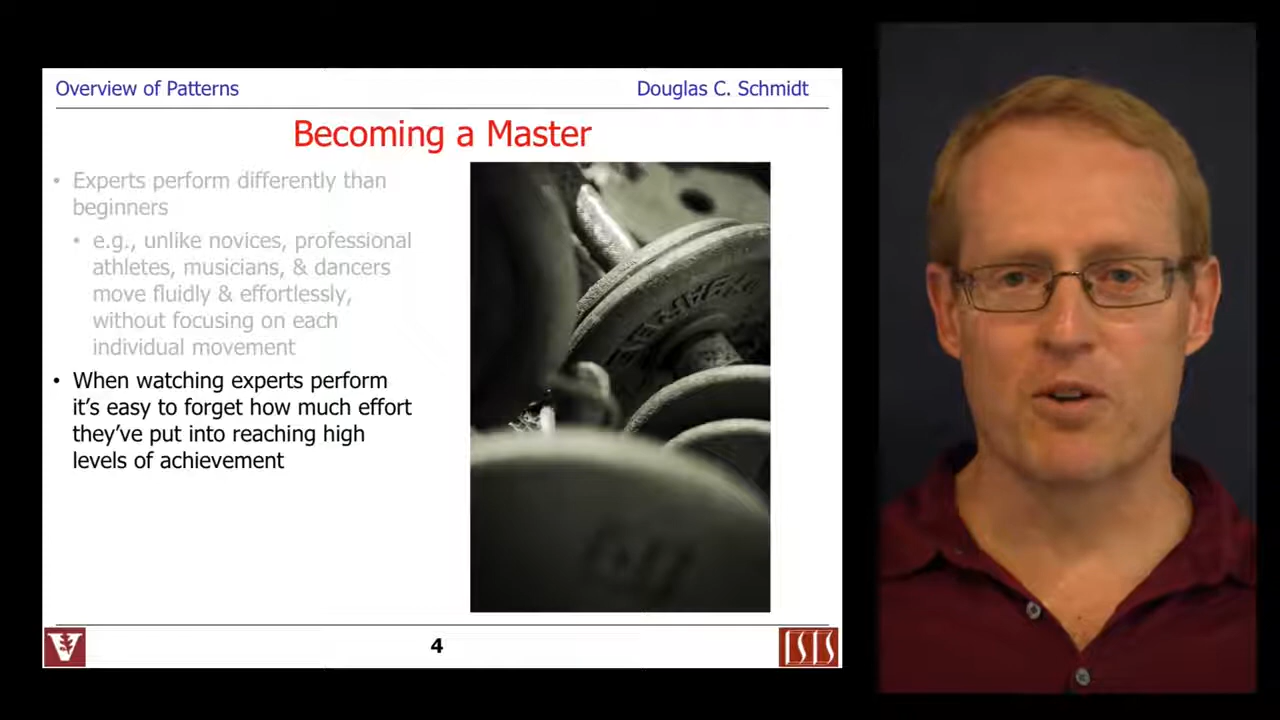 Overview of Patterns
Douglas C. Schmidt
Becoming a Master
• Experts perform differently than
beginners
• e.g., unlike novices, professional
athletes, musicians, & dancers
move fluidly & effortlessly,
without focusing on each
individual movement
• When watching experts perform
it's easy to forget how much effort
they've put into reaching high
levels of achievement
V
4
ISIS